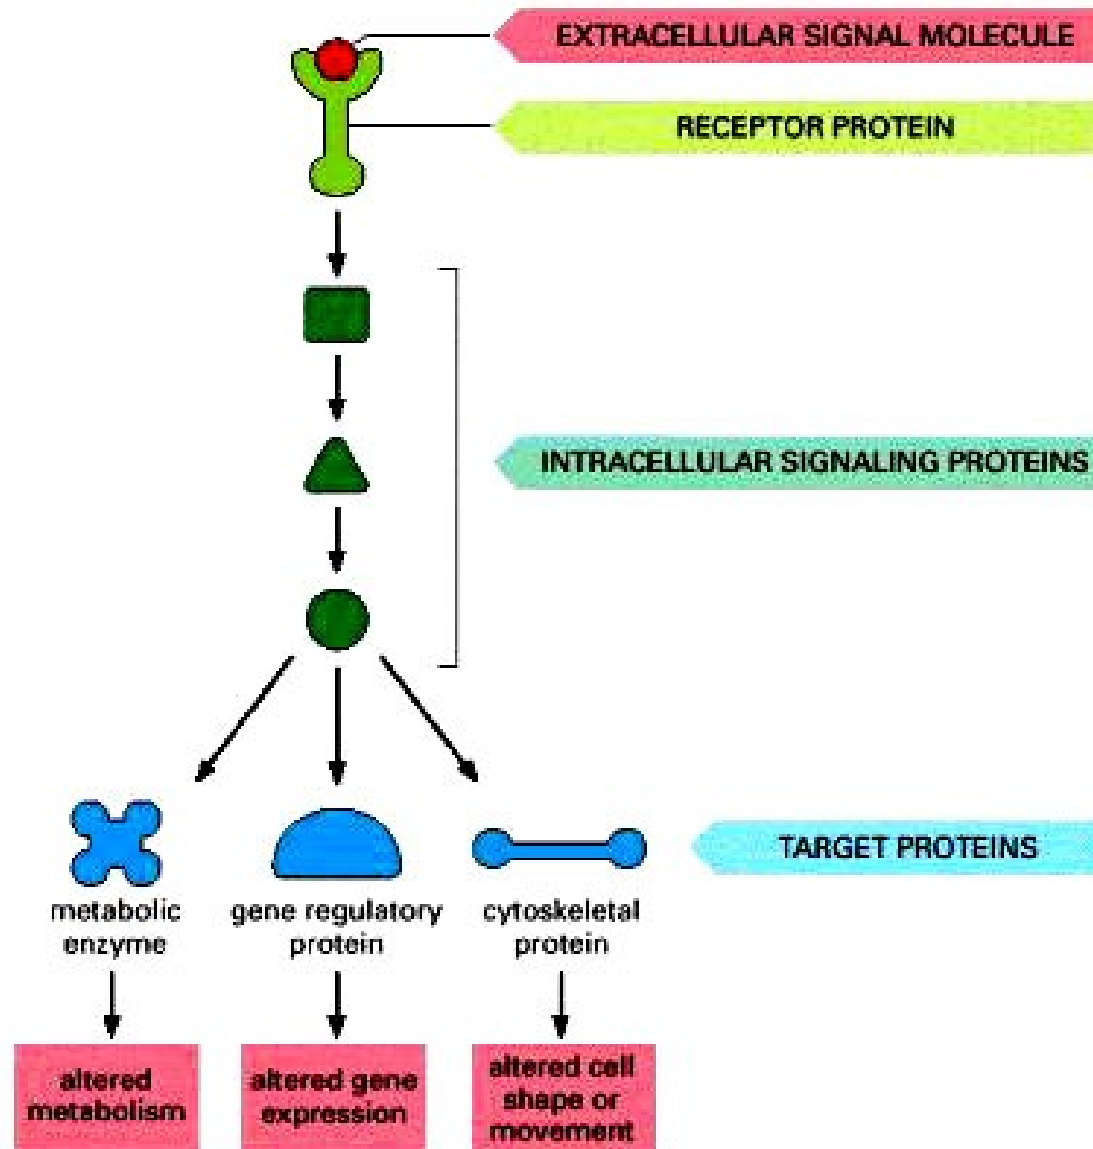 EXTRACELLULAR SIGNAL MOLECULE
RECEPTOR PROTEIN
INTRACELLULAR SIGNALING PROTEINS
TARGET PROTEINS
metabolic
enzyme
gene regulatory
protein
cytoskeletal
protein
altered
metabolism
altered gene
expression
altered cell
shape or
movement